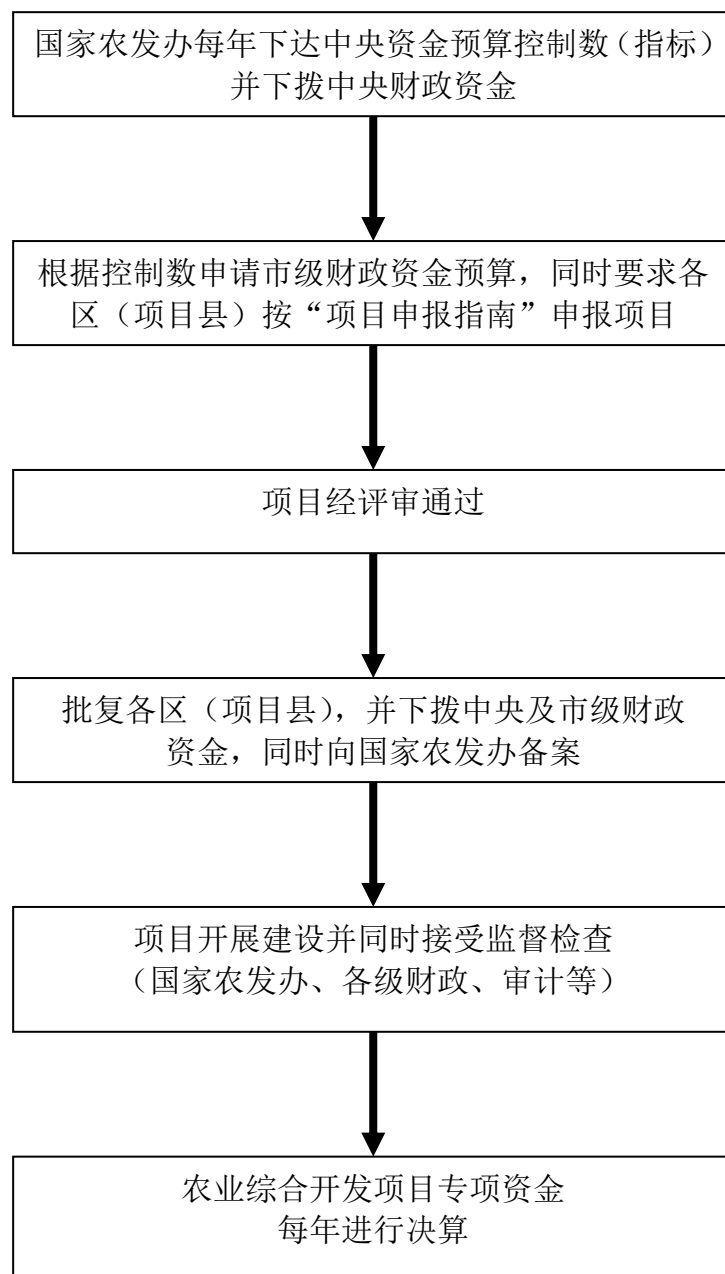 国家农发办每年下达中央资金预算控制数（指标）
并下拨中央财政资金
根据控制数申请市级财政资金预算，同时要求各
区（项目县）按“项目申报指南”申报项目
项目经评审通过
批复各区（项目县），并下拨中央及市级财政
资金，同时向国家农发办备案
项目开展建设并同时接受监督检查
（国家农发办、各级财政、审计等）
农业综合开发项目专项资金
每年进行决算